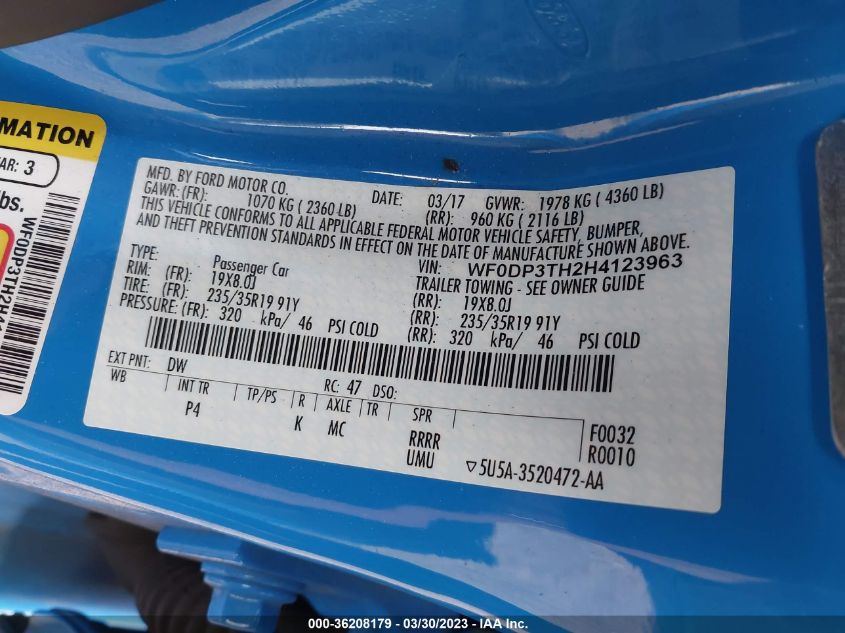 Ford
MATION
AR: 3
lbs.
WF0DP3TH2H4
MFD. BY FORD MOTOR CO.
DATE: 03/17 GVWR: 1978 KG ( 4360 LB)
GAWR: (FR): 1070 KG ( 2360 LB) (RR): 960 KG ( 2116 LB)
THIS VEHICLE CONFORMS TO ALL APPLICABLE FEDERAL MOTOR VEHICLE SAFETY, BUMPER,
AND THEFT PREVENTION STANDARDS IN EFFECT ON THE DATE OF MANUFACTURE SHOWN ABOVE.
VIN: WF0DP3TH2H4123963
TYPE: Passenger Car TRAILER TOWING - SEE OWNER GUIDE
RIM: (FR): 19X8.0J (RR): 19X8.0J
TIRE: (FR): 235/35R19 91Y (RR): 235/35R19 91Y
PRESSURE: (FR): 320 kPa/ 46 PSI COLD (RR): 320 kPa/ 46 PSI COLD
EXT PNT: DW RC: 47 DSO:
WB INT TR TP/PS R AXLE TR SPR
P4 K MC RRRR F0032
UMU R0010
▽5U5A-3520472-AA
000-36208179 - 03/30/2023 - IAA Inc.